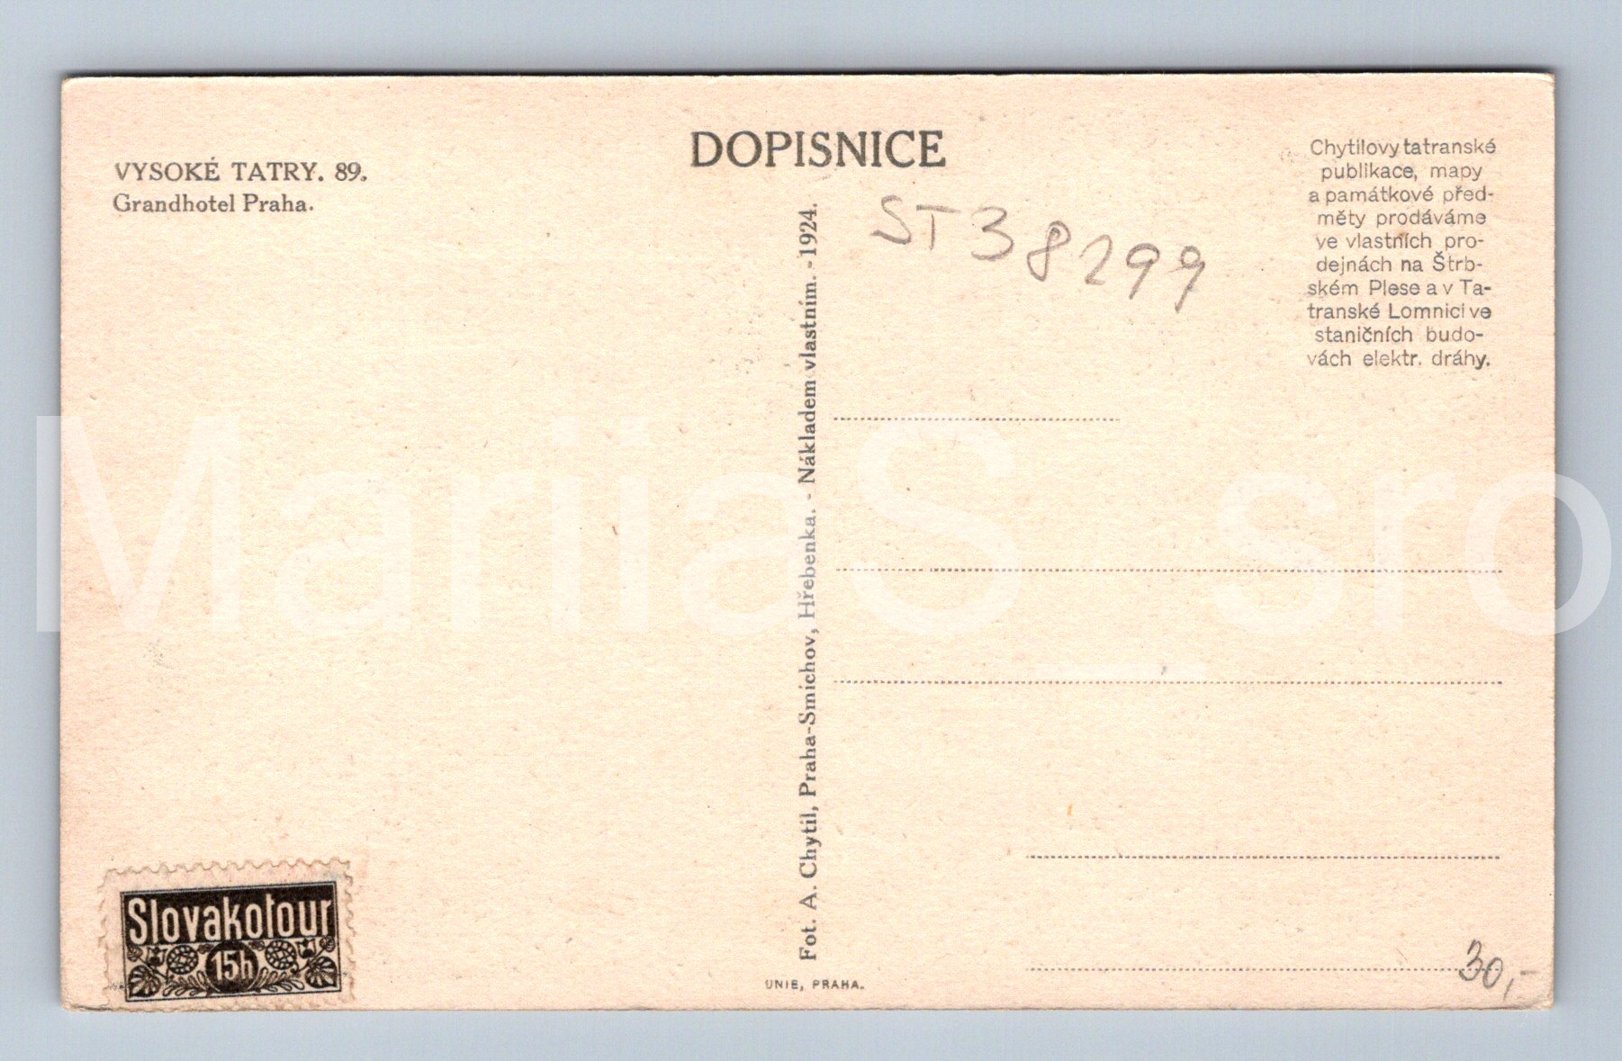 VYSOKÉ TATRY. 89.
Grandhotel Praha.
DOPISNICE
ST38299
Chytilovy tatranské
publikace, mapy
a památkové před-
měty prodáváme
ve vlastních pro-
dejnách na Štrb-
ském Plese a v Ta-
transké Lomnici ve
staničních budo-
vách elektr. dráhy.
Fot. A. Chytil, Praha-Smíchov, Hřebenka. - Nákladem vlastním. - 1924.
MariiaS_sro
Slovakotour
15h
UNIE, PRAHA.
30,-